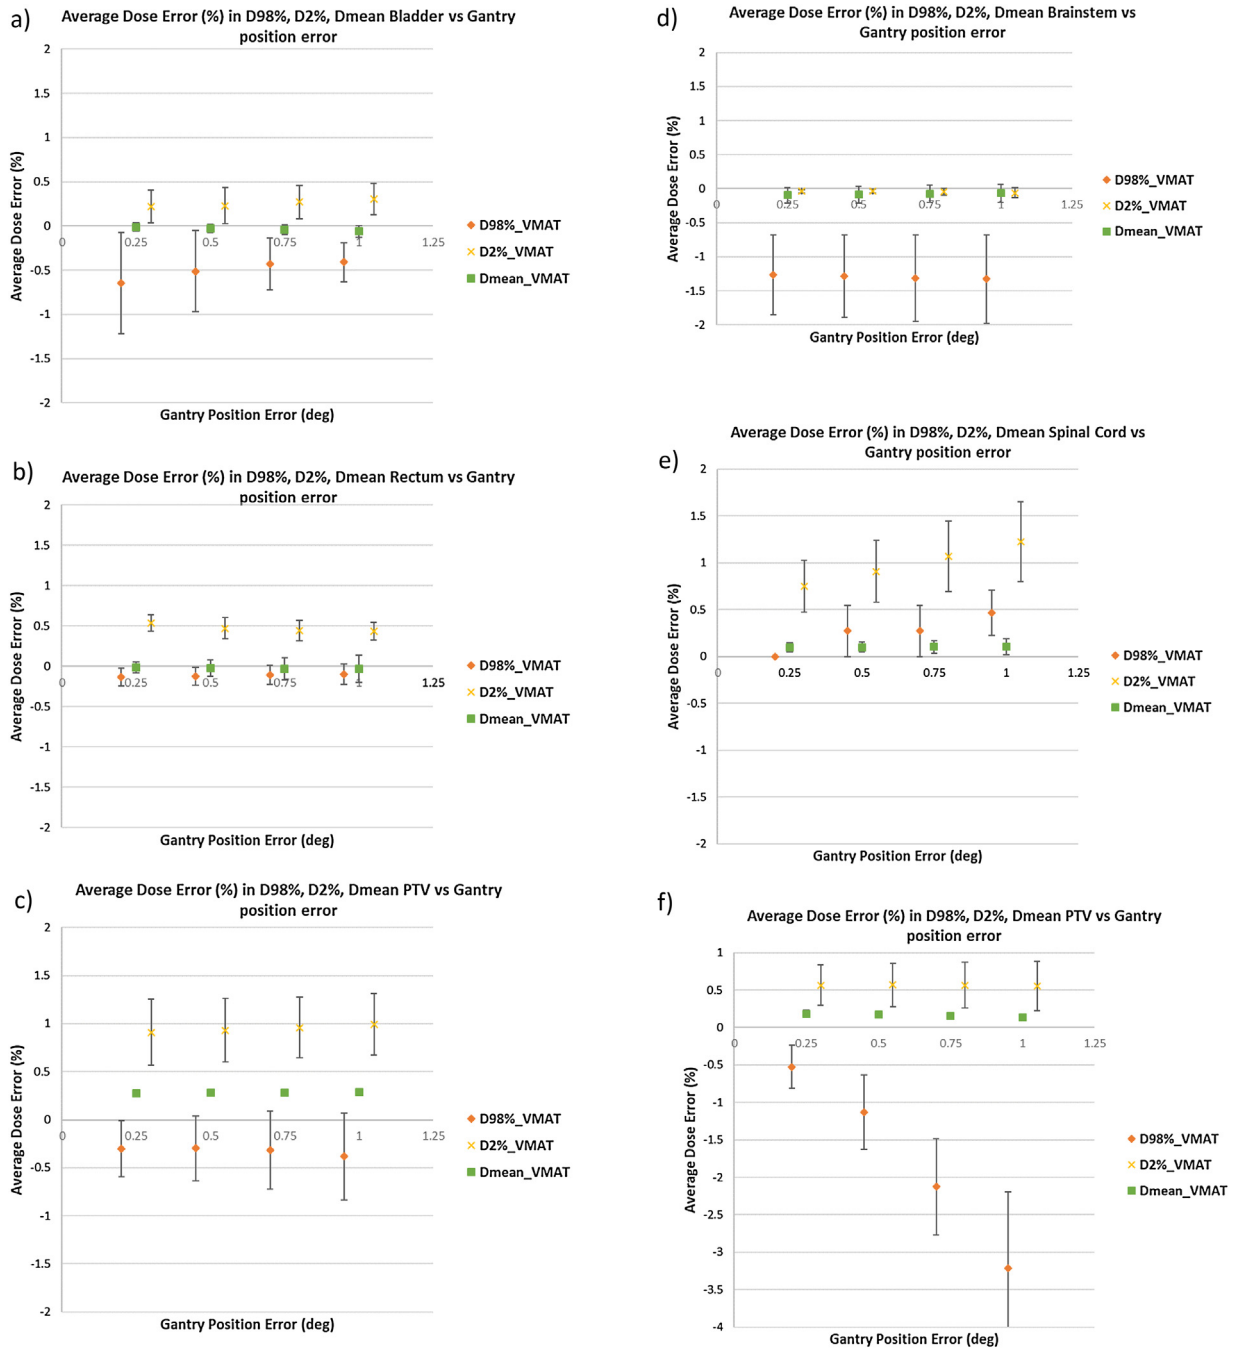 a)
Average Dose Error (%) in D98%, D2%, Dmean Bladder vs Gantry
position error
2
1.5
1
0.5
0
-0.5
-1
-1.5
-2
0 0.25 0.5 0.75 1 1.25
Average Dose Error (%)
Gantry Position Error (deg)
D98%_VMAT
D2%_VMAT
Dmean_VMAT
b)
Average Dose Error (%) in D98%, D2%, Dmean Rectum vs Gantry
position error
2
1.5
1
0.5
0
-0.5
-1
-1.5
-2
0 0.25 0.5 0.75 1 1.25
Average Dose Error (%)
Gantry Position Error (deg)
D98%_VMAT
D2%_VMAT
Dmean_VMAT
c)
Average Dose Error (%) in D98%, D2%, Dmean PTV vs Gantry
position error
2
1.5
1
0.5
0
-0.5
-1
-1.5
-2
0 0.25 0.5 0.75 1 1.25
Average Dose Error (%)
Gantry Position Error (deg)
D98%_VMAT
D2%_VMAT
Dmean_VMAT
d)
Average Dose Error (%) in D98%, D2%, Dmean Brainstem vs
Gantry position error
2
1.5
1
0.5
0
-0.5
-1
-1.5
-2
0 0.25 0.5 0.75 1 1.25
Average Dose Error (%)
Gantry Position Error (deg)
D98%_VMAT
D2%_VMAT
Dmean_VMAT
e)
Average Dose Error (%) in D98%, D2%, Dmean Spinal Cord vs
Gantry position error
2
1.5
1
0.5
0
-0.5
-1
-1.5
-2
0 0.25 0.5 0.75 1 1.25
Average Dose Error (%)
Gantry Position Error (deg)
D98%_VMAT
D2%_VMAT
Dmean_VMAT
f)
Average Dose Error (%) in D98%, D2%, Dmean PTV vs Gantry
position error
1
0.5
0
-0.5
-1
-1.5
-2
-2.5
-3
-3.5
-4
0 0.25 0.5 0.75 1 1.25
Average Dose Error (%)
Gantry Position Error (deg)
D98%_VMAT
D2%_VMAT
Dmean_VMAT